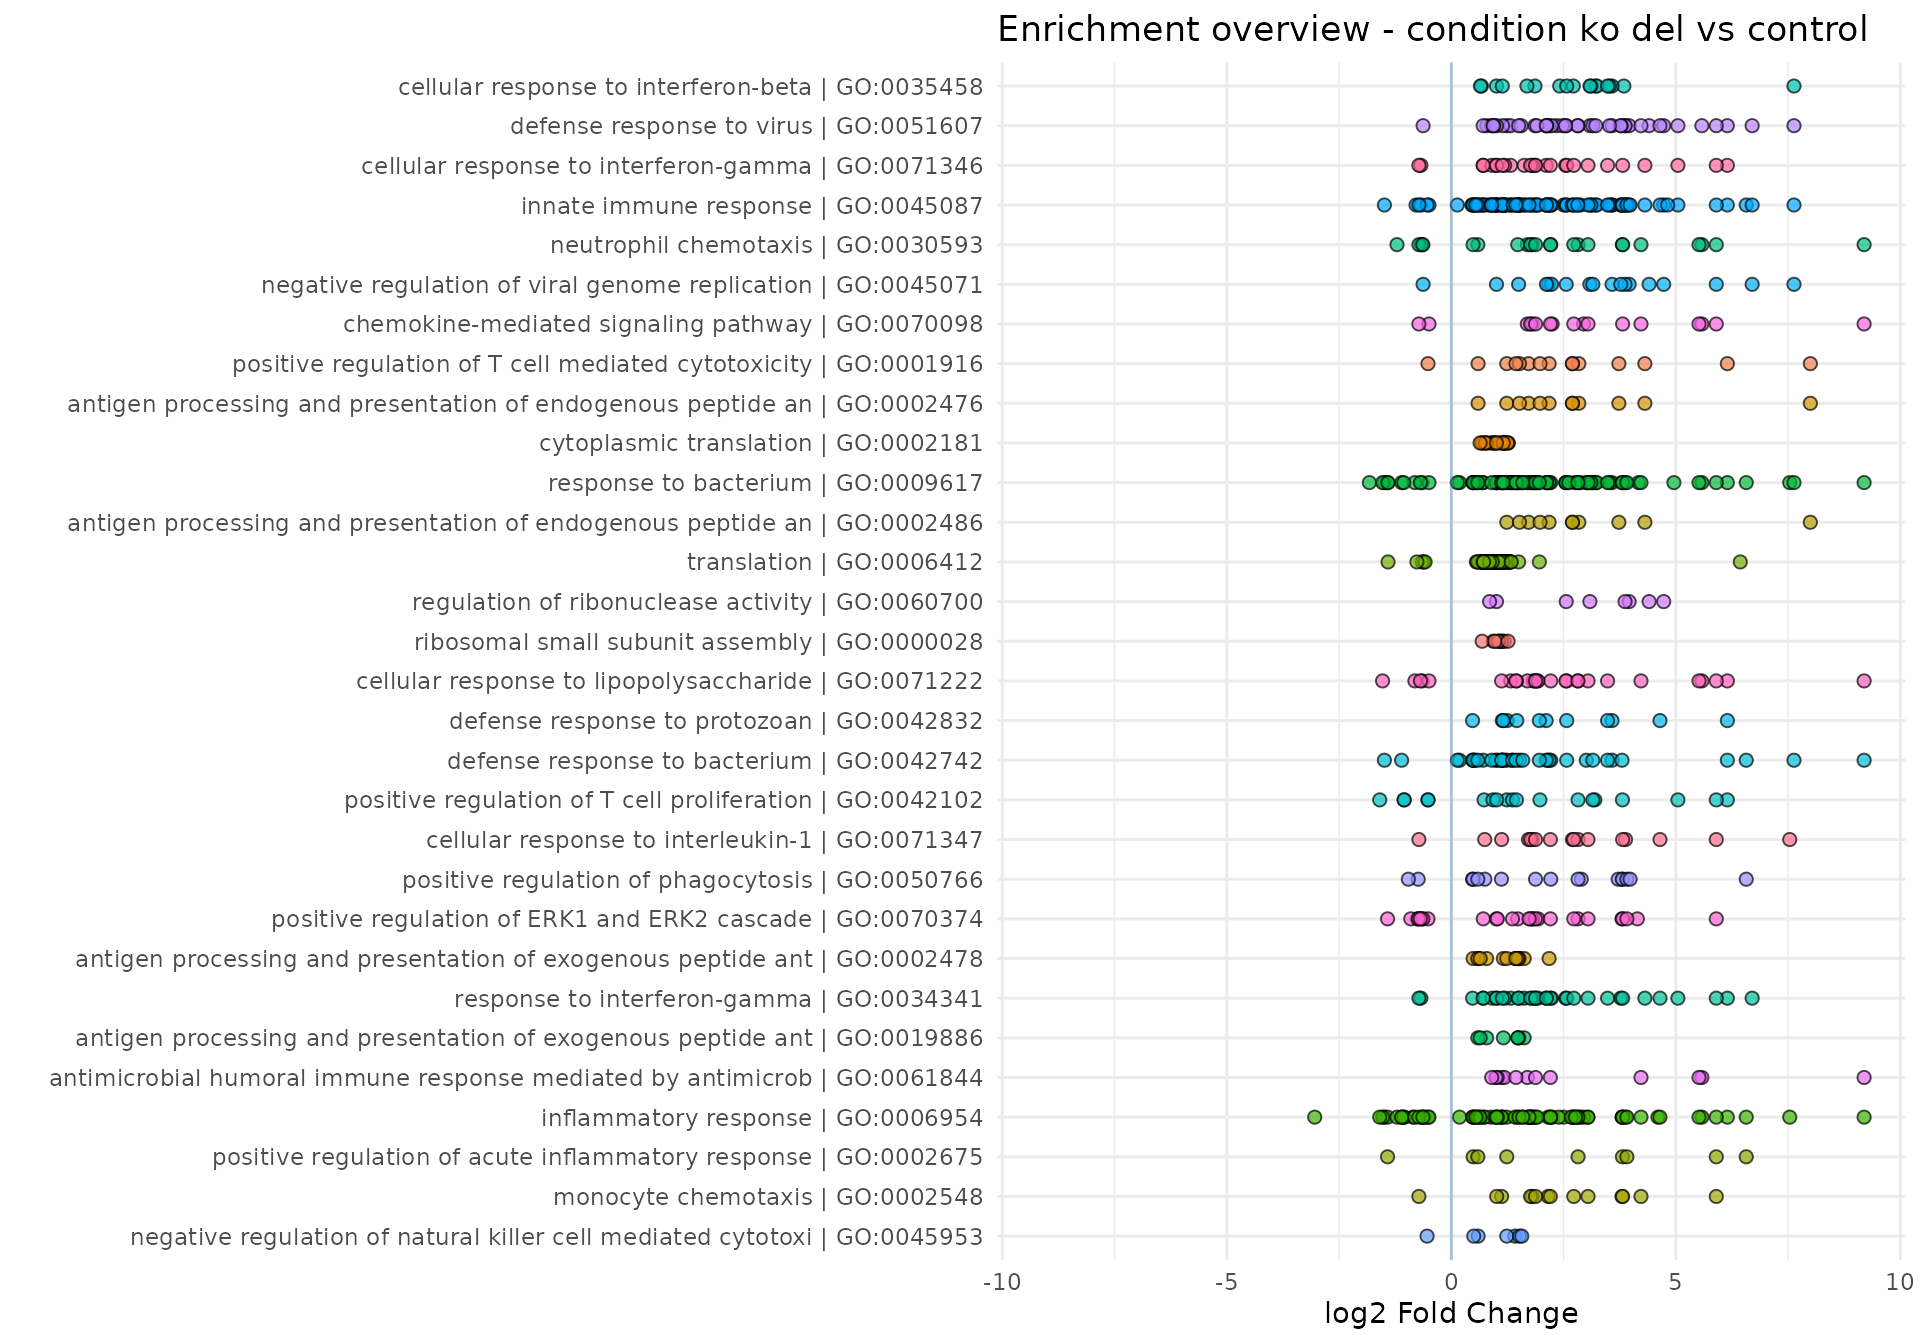 Enrichment overview - condition ko del vs control
cellular response to interferon-beta | GO:0035458
defense response to virus | GO:0051607
cellular response to interferon-gamma | GO:0071346
innate immune response | GO:0045087
neutrophil chemotaxis | GO:0030593
negative regulation of viral genome replication | GO:0045071
chemokine-mediated signaling pathway | GO:0070098
positive regulation of T cell mediated cytotoxicity | GO:0001916
antigen processing and presentation of endogenous peptide an | GO:0002476
cytoplasmic translation | GO:0002181
response to bacterium | GO:0009617
antigen processing and presentation of endogenous peptide an | GO:0002486
translation | GO:0006412
regulation of ribonuclease activity | GO:0060700
ribosomal small subunit assembly | GO:0000028
cellular response to lipopolysaccharide | GO:0071222
defense response to protozoan | GO:0042832
defense response to bacterium | GO:0042742
positive regulation of T cell proliferation | GO:0042102
cellular response to interleukin-1 | GO:0071347
positive regulation of phagocytosis | GO:0050766
positive regulation of ERK1 and ERK2 cascade | GO:0070374
antigen processing and presentation of exogenous peptide ant | GO:0002478
response to interferon-gamma | GO:0034341
antigen processing and presentation of exogenous peptide ant | GO:0019886
antimicrobial humoral immune response mediated by antimicrob | GO:0061844
inflammatory response | GO:0006954
positive regulation of acute inflammatory response | GO:0002675
monocyte chemotaxis | GO:0002548
negative regulation of natural killer cell mediated cytotoxi | GO:0045953
-10 -5 0 5 10
log2 Fold Change